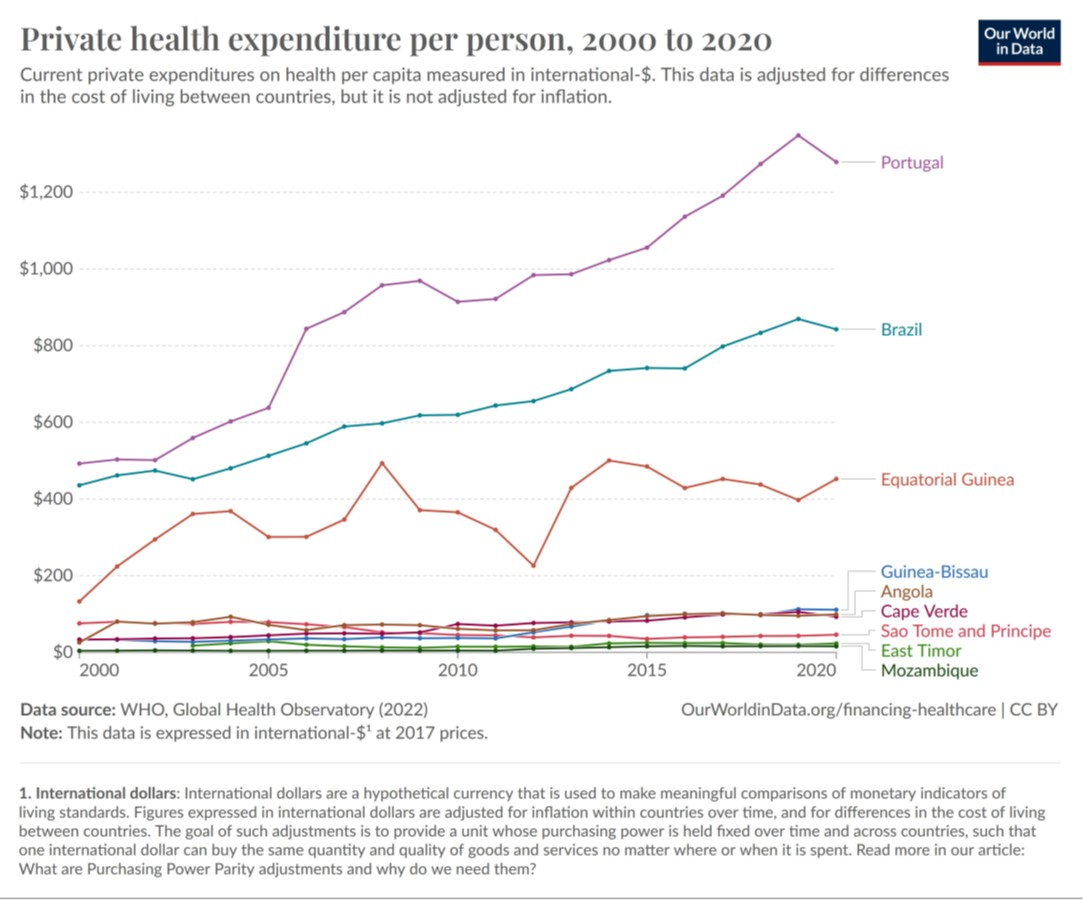 Private health expenditure per person, 2000 to 2020
Our World
in Data
Current private expenditures on health per capita measured in international-$. This data is adjusted for differences
in the cost of living between countries, but it is not adjusted for inflation.
$1,200
$1,000
$800
$600
$400
$200
$0
2000
2005
2010
2015
2020
Portugal
Brazil
Equatorial Guinea
Guinea-Bissau
Angola
Cape Verde
Sao Tome and Principe
East Timor
Mozambique
Data source: WHO, Global Health Observatory (2022)
OurWorldinData.org/financing-healthcare | CC BY
Note: This data is expressed in international-$¹ at 2017 prices.
1. International dollars: International dollars are a hypothetical currency that is used to make meaningful comparisons of monetary indicators of
living standards. Figures expressed in international dollars are adjusted for inflation within countries over time, and for differences in the cost of living
between countries. The goal of such adjustments is to provide a unit whose purchasing power is held fixed over time and across countries, such that
one international dollar can buy the same quantity and quality of goods and services no matter where or when it is spent. Read more in our article:
What are Purchasing Power Parity adjustments and why do we need them?